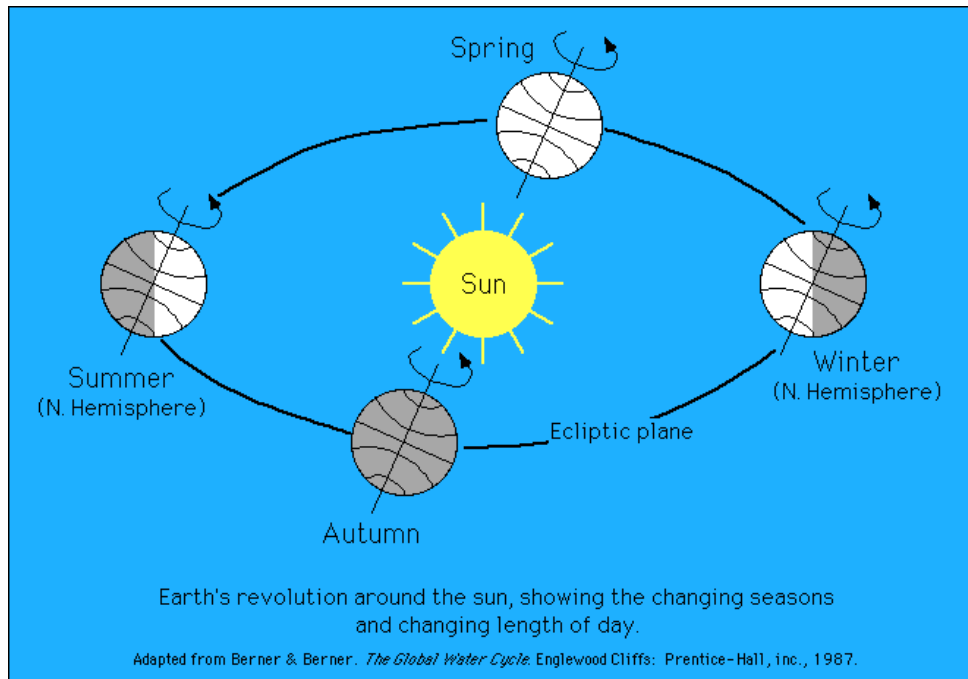 Spring
Sun
Summer
(N. Hemisphere)
Winter
(N. Hemisphere)
Ecliptic plane
Autumn
Earth's revolution around the sun, showing the changing seasons
and changing length of day.
Adapted from Berner & Berner. The Global Water Cycle. Englewood Cliffs: Prentice-Hall, inc., 1987.